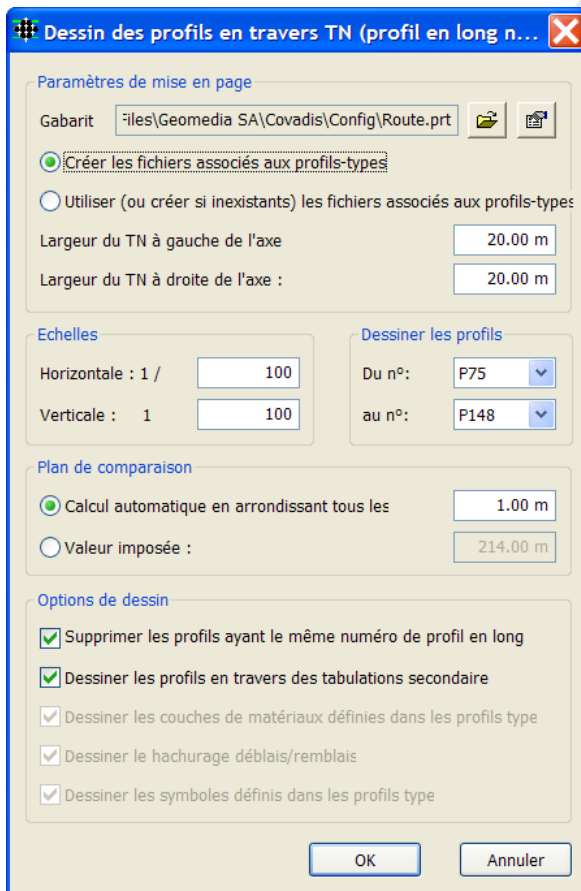 Dessin des profils en travers TN (profil en long n...
Paramètres de mise en page
Gabarit Files\Geomedia SA\Covadis\Config\Route.prt
Créer les fichiers associés aux profils-types
Utiliser (ou créer si inexistants) les fichiers associés aux profils-types
Largeur du TN à gauche de l'axe 20.00 m
Largeur du TN à droite de l'axe : 20.00 m
Echelles
Horizontale : 1 / 100
Verticale : 1 100
Dessiner les profils
Du nº: P75
au nº: P148
Plan de comparaison
Calcul automatique en arrondissant tous les 1.00 m
Valeur imposée : 214.00 m
Options de dessin
Supprimer les profils ayant le même numéro de profil en long
Dessiner les profils en travers des tabulations secondaire
Dessiner les couches de matériaux définies dans les profils type
Dessiner le hachurage déblais/remblais
Dessiner les symboles définis dans les profils type
OK Annuler